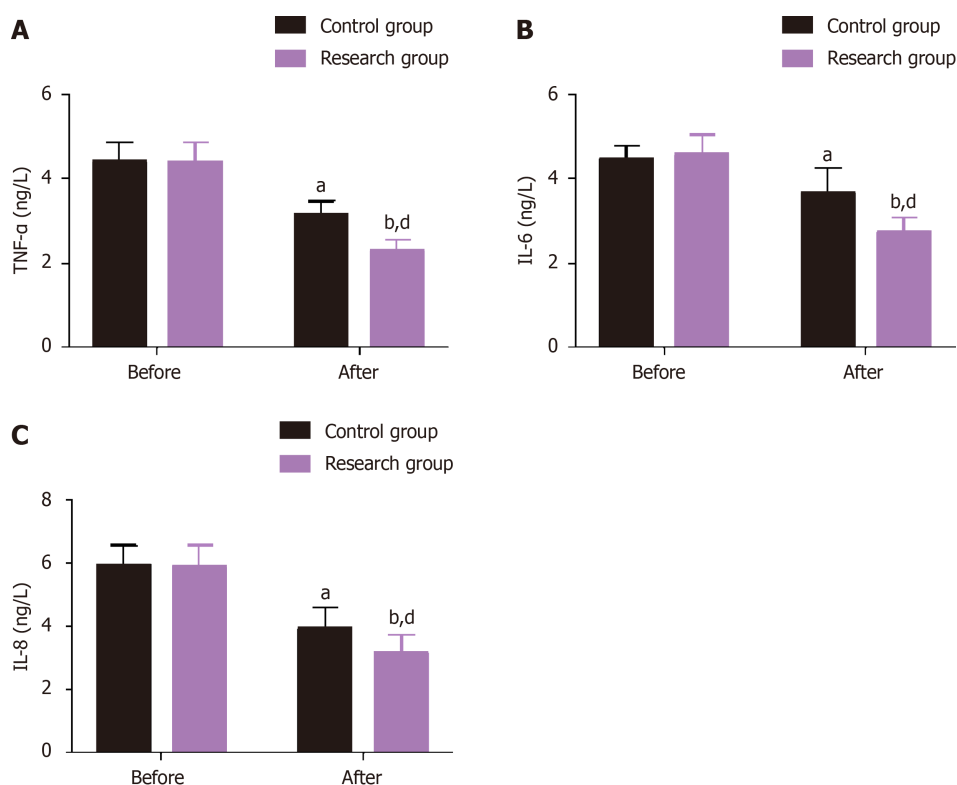 A
Control group
Research group
TNF-α (ng/L)
6
4
2
0
a
b,d
Before
After
B
Control group
Research group
IL-6 (ng/L)
6
4
2
0
a
b,d
Before
After
C
Control group
Research group
IL-8 (ng/L)
8
6
4
2
0
a
b,d
Before
After